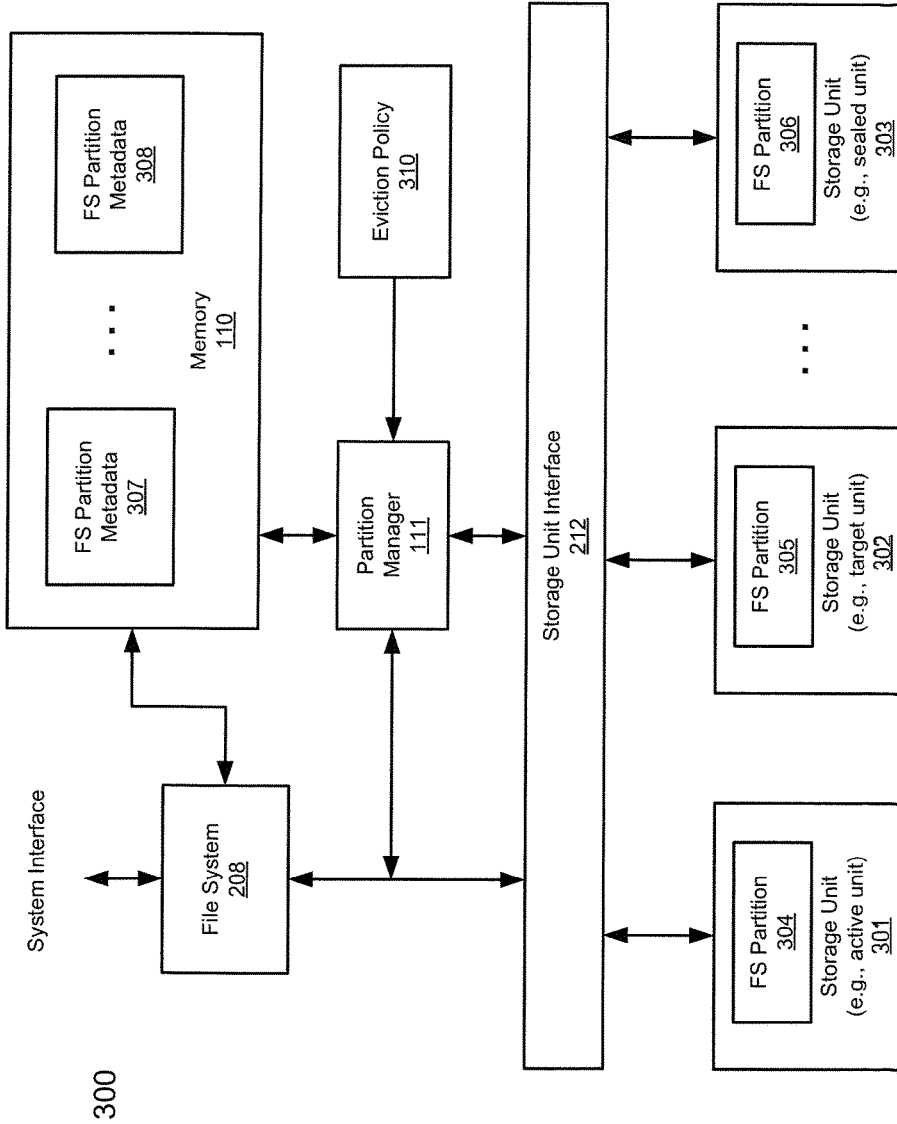 300
System Interface
File System
208
FS Partition
Metadata
307
. . .
FS Partition
Metadata
308
Memory
110
Partition
Manager
111
Eviction Policy
310
Storage Unit Interface
212
FS Partition
304
Storage Unit
(e.g., active unit)
301
FS Partition
305
Storage Unit
(e.g., target unit)
302
. . .
FS Partition
306
Storage Unit
(e.g., sealed unit)
303